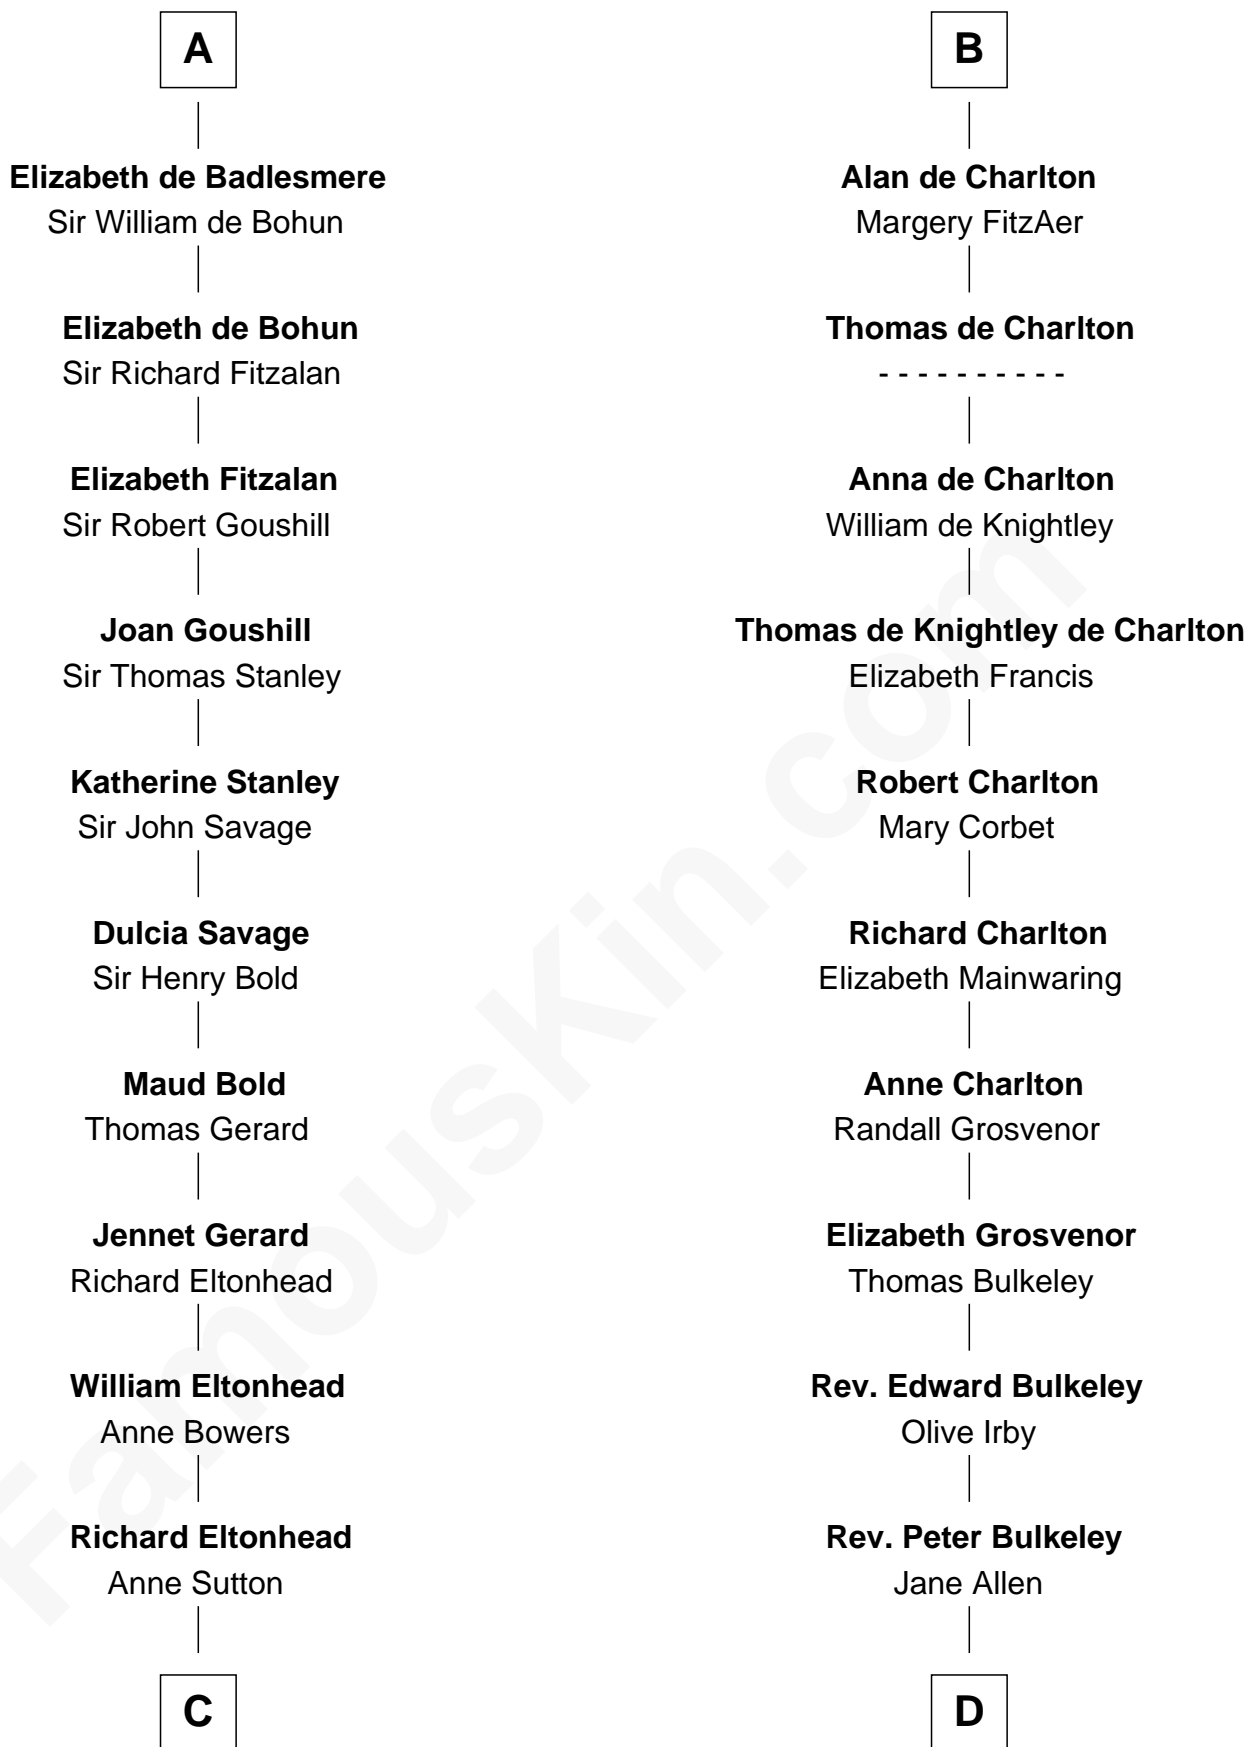 A
Elizabeth de Badlesmere
Sir William de Bohun
Elizabeth de Bohun
Sir Richard Fitzalan
Elizabeth Fitzalan
Sir Robert Goushill
Joan Goushill
Sir Thomas Stanley
Katherine Stanley
Sir John Savage
Dulcia Savage
Sir Henry Bold
Maud Bold
Thomas Gerard
Jennet Gerard
Richard Eltonhead
William Eltonhead
Anne Bowers
Richard Eltonhead
Anne Sutton
C
B
Alan de Charlton
Margery FitzAer
Thomas de Charlton
- - - - - - - - - -
Anna de Charlton
William de Knightley
Thomas de Knightley de Charlton
Elizabeth Francis
Robert Charlton
Mary Corbet
Richard Charlton
Elizabeth Mainwaring
Anne Charlton
Randall Grosvenor
Elizabeth Grosvenor
Thomas Bulkeley
Rev. Edward Bulkeley
Olive Irby
Rev. Peter Bulkeley
Jane Allen
D
FamousKin.com